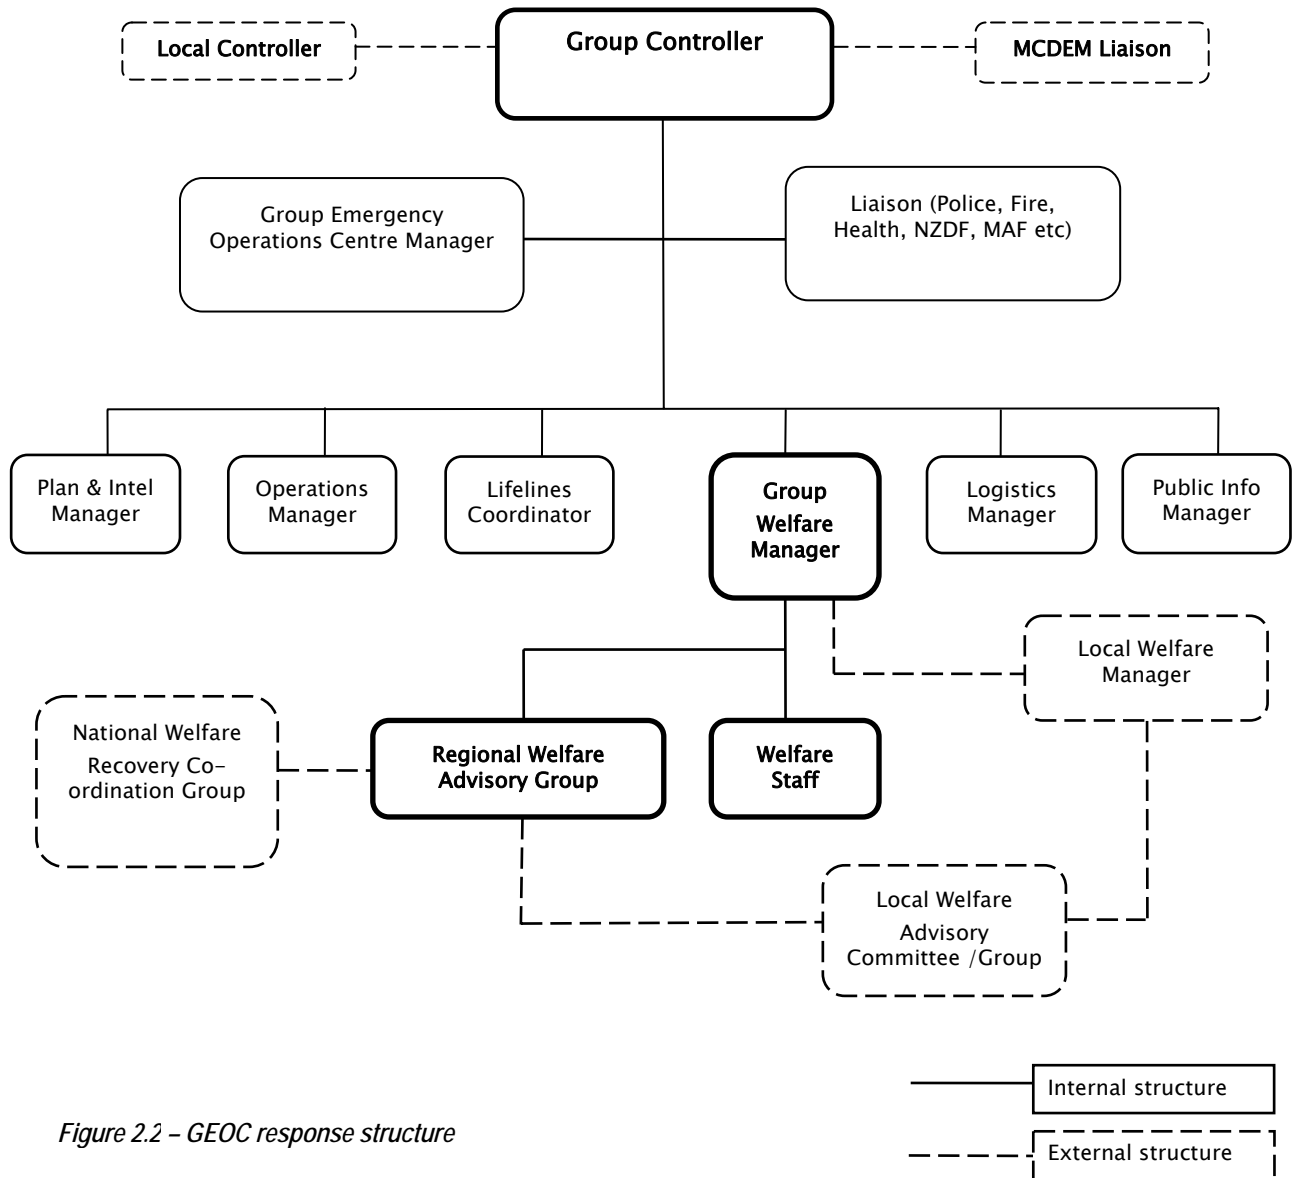 Local Controller
Group Controller
MCDEM Liaison
Group Emergency
Operations Centre Manager
Liaison (Police, Fire,
Health, NZDF, MAF etc)
Plan & Intel
Manager
Operations
Manager
Lifelines
Coordinator
Group
Welfare
Manager
Logistics
Manager
Public Info
Manager
Local Welfare
Manager
National Welfare
Recovery Co-
ordination Group
Regional Welfare
Advisory Group
Welfare
Staff
Local Welfare
Advisory
Committee /Group
Internal structure
External structure
Figure 2.2 – GEOC response structure